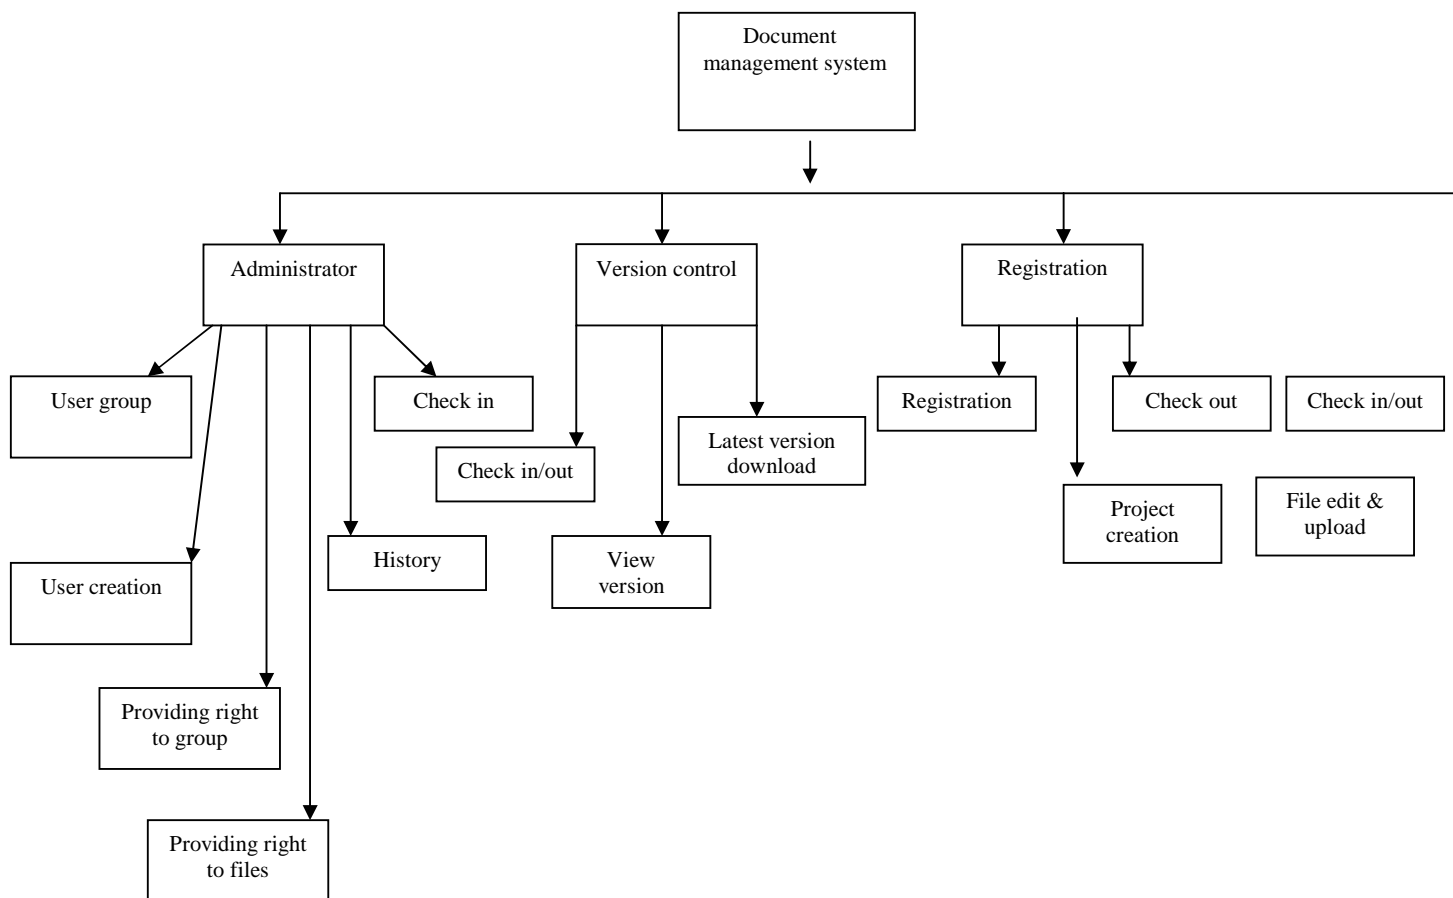 Document
management system
Administrator
Version control
Registration
User group
Check in
Registration
Check out
Check in/out
Latest version
download
Check in/out
Project
creation
File edit &
upload
History
View
version
User creation
Providing right
to group
Providing right
to files